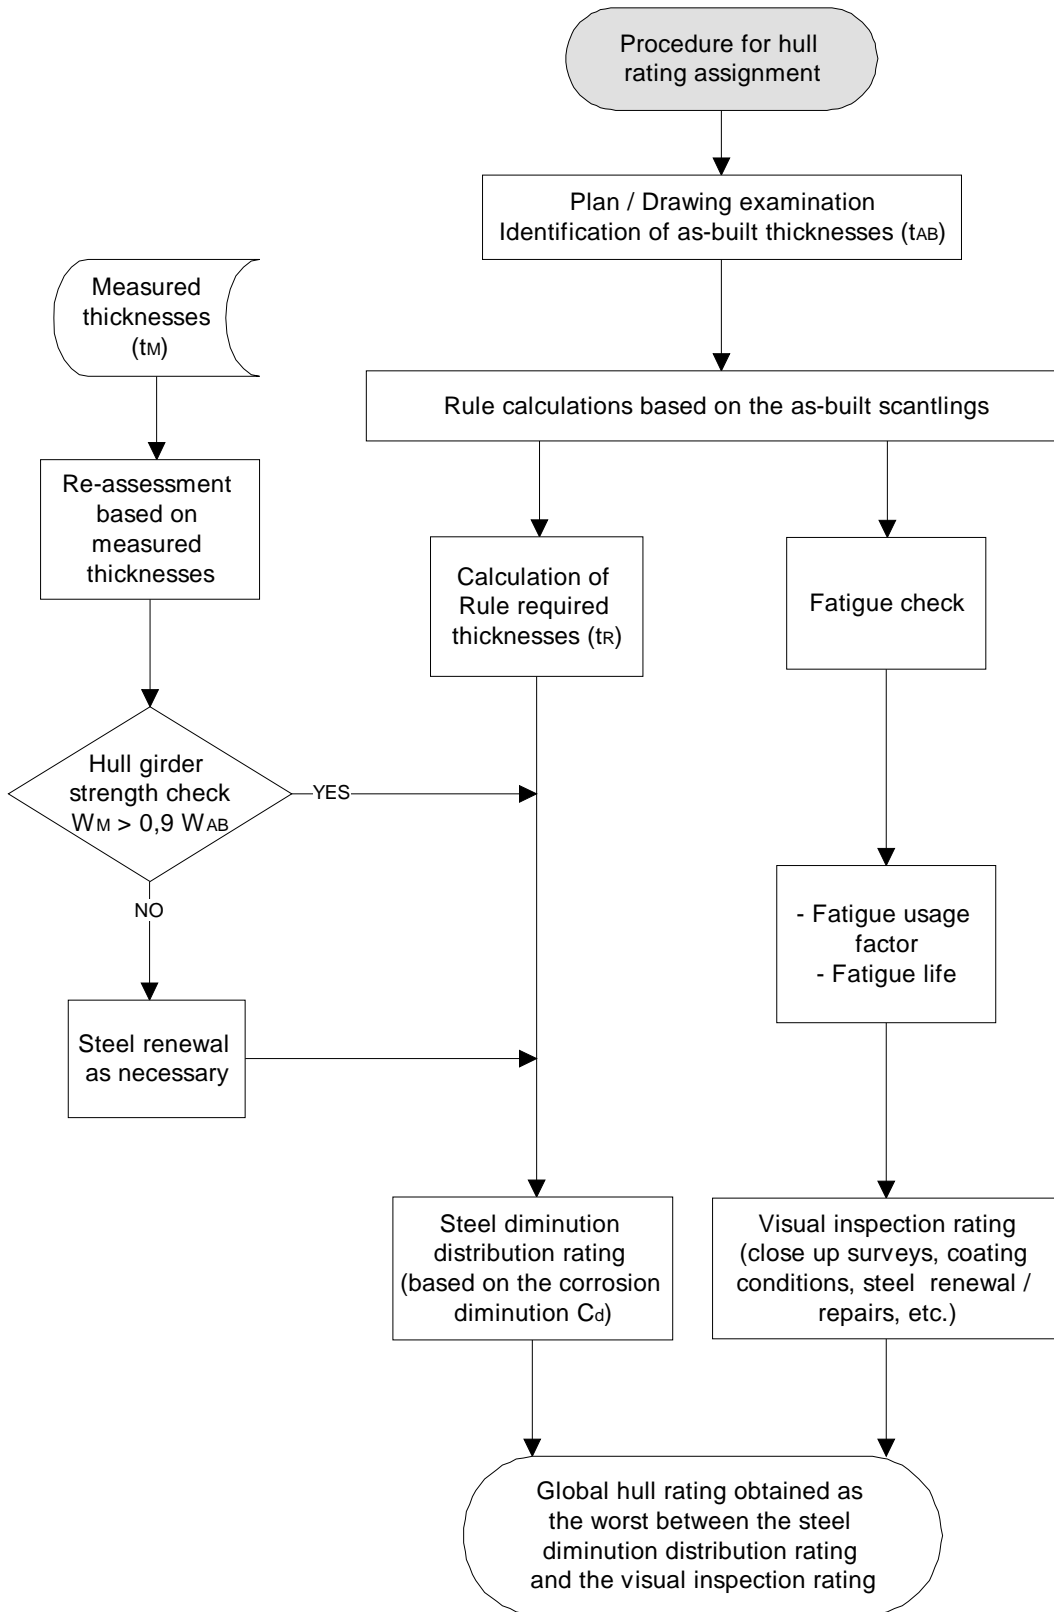 Procedure for hull
rating assignment
Plan / Drawing examination
Identification of as-built thicknesses (tAB)
Measured
thicknesses
(tM)
Rule calculations based on the as-built scantlings
Re-assessment
based on
measured
thicknesses
Calculation of
Rule required
thicknesses (tR)
Fatigue check
Hull girder
strength check
WM > 0,9 WAB
YES
NO
- Fatigue usage
factor
- Fatigue life
Steel renewal
as necessary
Steel diminution
distribution rating
(based on the corrosion
diminution Cd)
Visual inspection rating
(close up surveys, coating
conditions, steel renewal /
repairs, etc.)
Global hull rating obtained as
the worst between the steel
diminution distribution rating
and the visual inspection rating